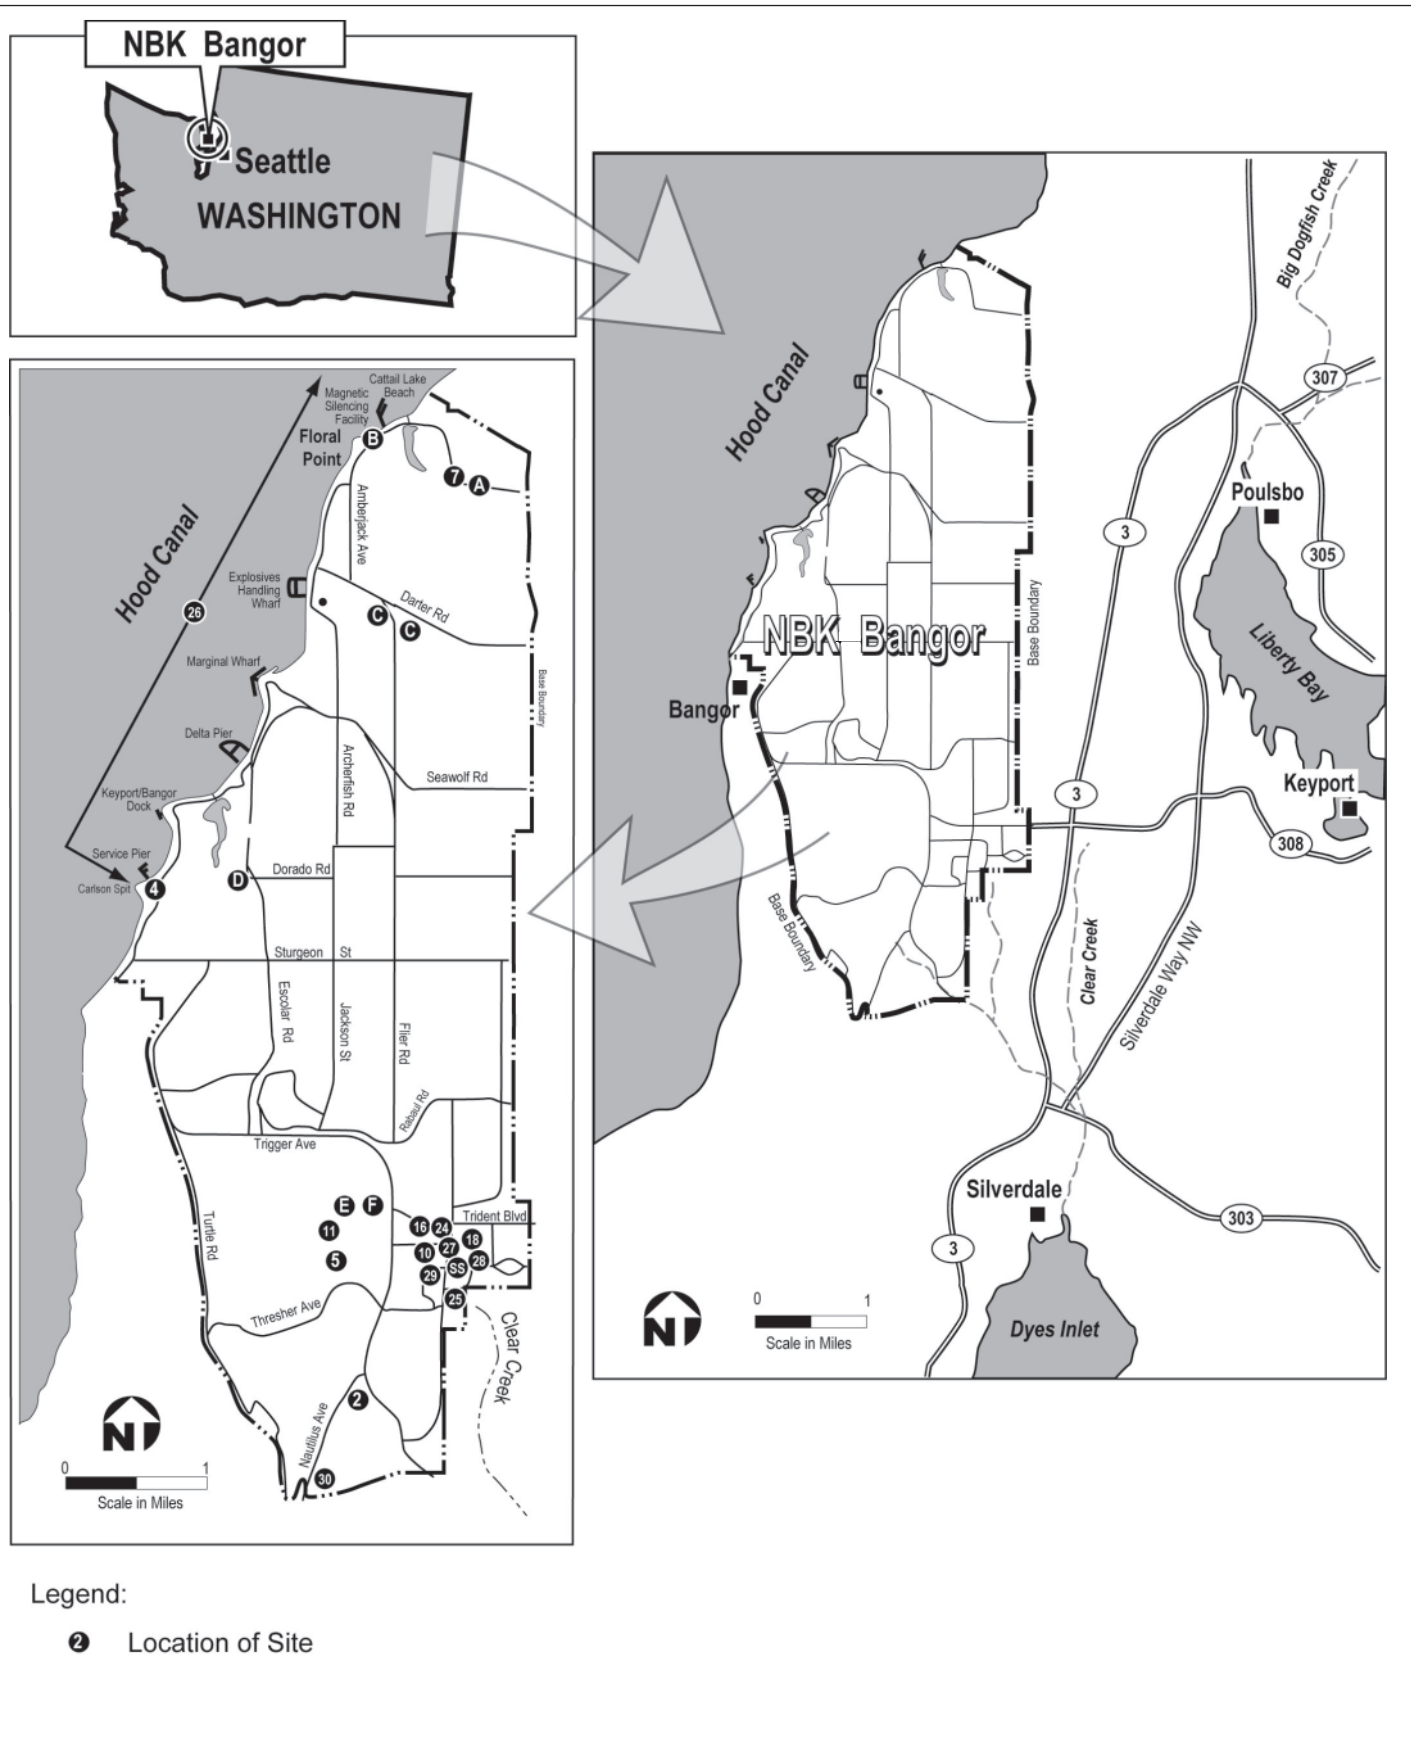 NBK Bangor
Seattle
WASHINGTON
Cattail Lake
Beach
Magnetic
Silencing
Facility
Floral
Point
B
7
A
Amberjack Ave
Hood Canal
26
Explosives
Handling
Wharf
Darter Rd
C
C
Marginal Wharf
Base Boundary
Delta Pier
Archerfish Rd
Seawolf Rd
Keyport/Bangor
Dock
Service Pier
Carlson Spit
4
D
Dorado Rd
Sturgeon St
Escolar Rd
Jackson St
Flier Rd
Rabaul Rd
Trigger Ave
Turtle Rd
E
F
11
5
16
24
Trident Blvd
18
10
27
28
29
SS
25
Thresher Ave
Clear Creek
2
Nautilus Ave
30
N
0 1
Scale in Miles
Big Dogfish Creek
307
Hood Canal
Poulsbo
3
305
NBK Bangor
Base Boundary
Liberty Bay
Bangor
Keyport
3
308
Base Boundary
Clear Creek
Silverdale Way NW
Silverdale
303
3
N
0 1
Scale in Miles
Dyes Inlet
Legend:
2 Location of Site